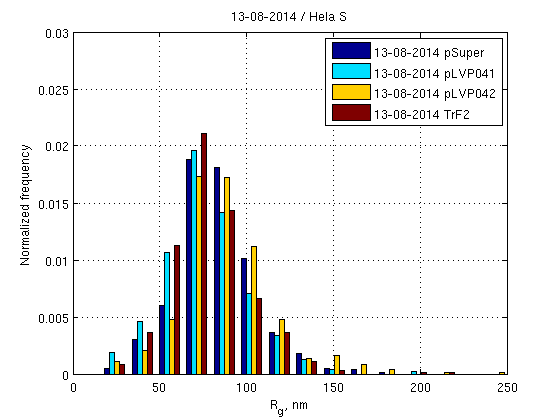 13-08-2014 / Hela S
0.03
0.025
0.02
0.015
0.01
0.005
0
Normalized frequency
13-08-2014 pSuper
13-08-2014 pLVP041
13-08-2014 pLVP042
13-08-2014 TrF2
0 50 100 150 200 250
Rg, nm